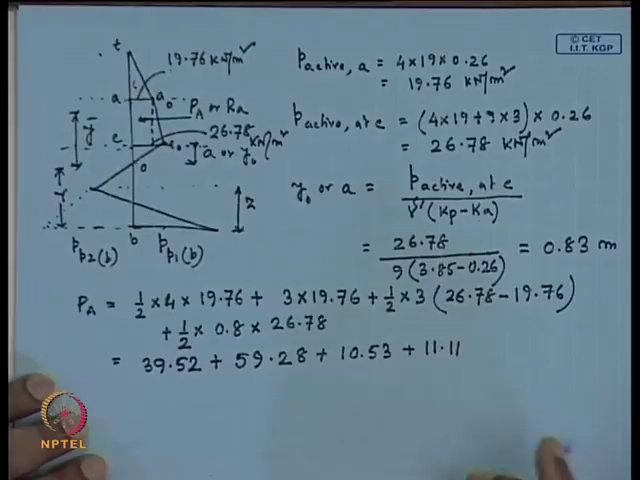 © CET
I.I.T. KGP
t
19.76 kN/m²
a
a₀
P_A or Ra
26.78 kN/m²
ȳ
c
a or y₀
0
Y
z
b
P_p2(b)
P_p1(b)
P_active, a = 4×19×0.26
= 19.76 kN/m²
P_active, at c = (4×19+9×3)×0.26
= 26.78 kN/m²
y₀ or a = P_active, at c / γ'(Kp-Ka)
= 26.78 / 9(3.85-0.26) = 0.83 m
P_A = 1/2 × 4 × 19.76 + 3×19.76 + 1/2 × 3 (26.78-19.76)
+ 1/2 × 0.8 × 26.78
= 39.52 + 59.28 + 10.53 + 11.11
NPTEL